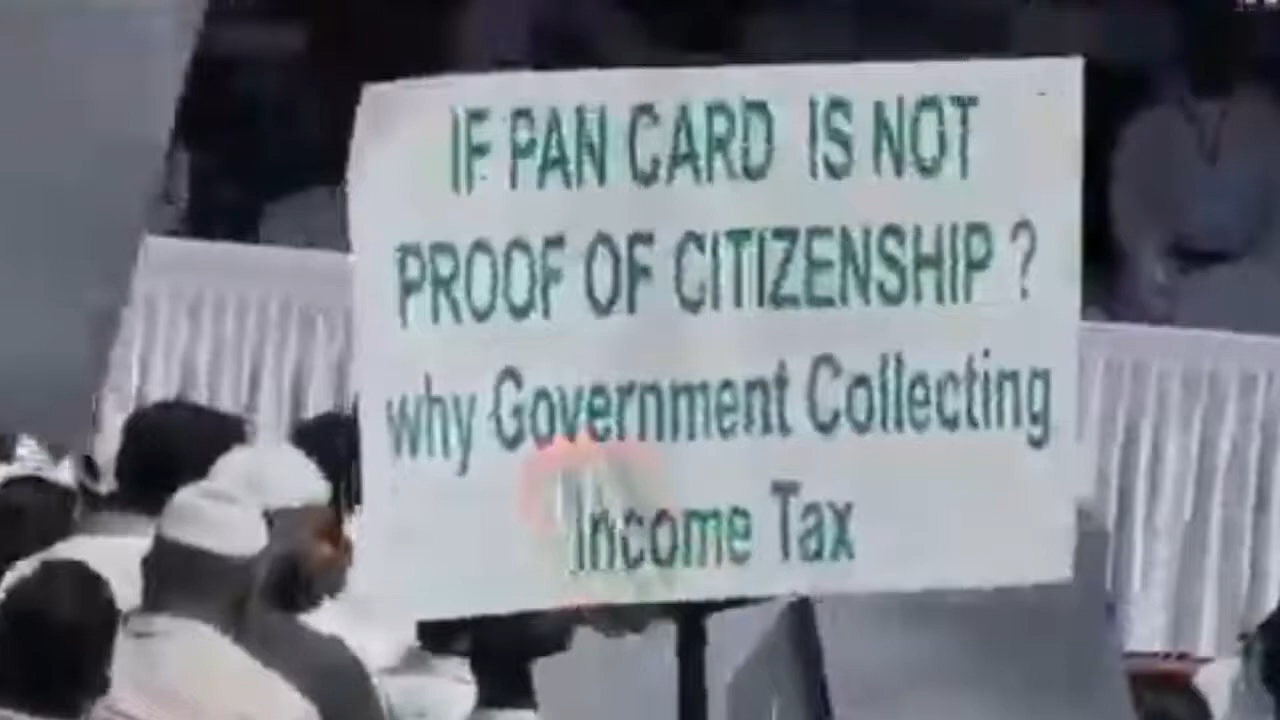 IF PAN CARD IS NOT
PROOF OF CITIZENSHIP ?
why Government Collecting
Income Tax